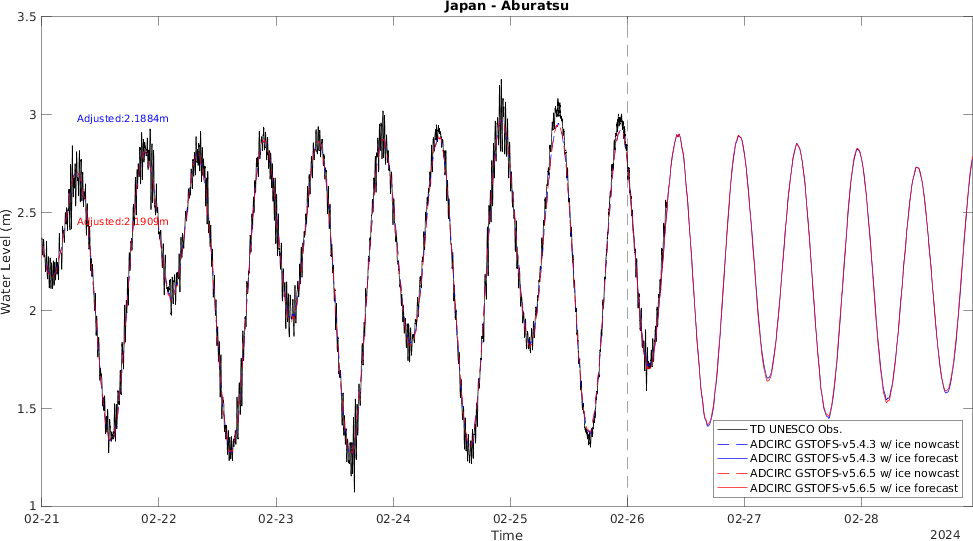 Japan - Aburatsu
Water Level (m)
3.5
3
2.5
2
1.5
1
Adjusted:2.1884m
Adjusted:2.1909m
TD UNESCO Obs.
ADCIRC GSTOFS-v5.4.3 w/ ice nowcast
ADCIRC GSTOFS-v5.4.3 w/ ice forecast
ADCIRC GSTOFS-v5.6.5 w/ ice nowcast
ADCIRC GSTOFS-v5.6.5 w/ ice forecast
02-21 02-22 02-23 02-24 02-25 02-26 02-27 02-28
Time
2024